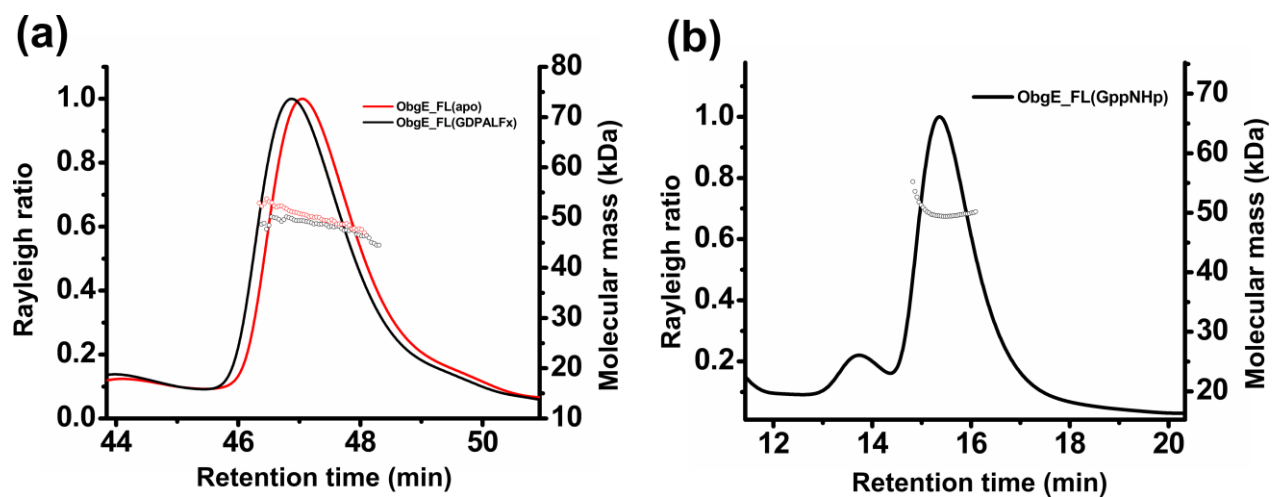 (a)
Rayleigh ratio
1.0
0.8
0.6
0.4
0.2
0.0
ObgE_FL(apo)
ObgE_FL(GDPALFx)
80
70
60
50
40
30
20
10
Molecular mass (kDa)
44 46 48 50
Retention time (min)
(b)
Rayleigh ratio
1.0
0.8
0.6
0.4
0.2
ObgE_FL(GppNHp)
70
60
50
40
30
20
Molecular mass (kDa)
12 14 16 18 20
Retention time (min)